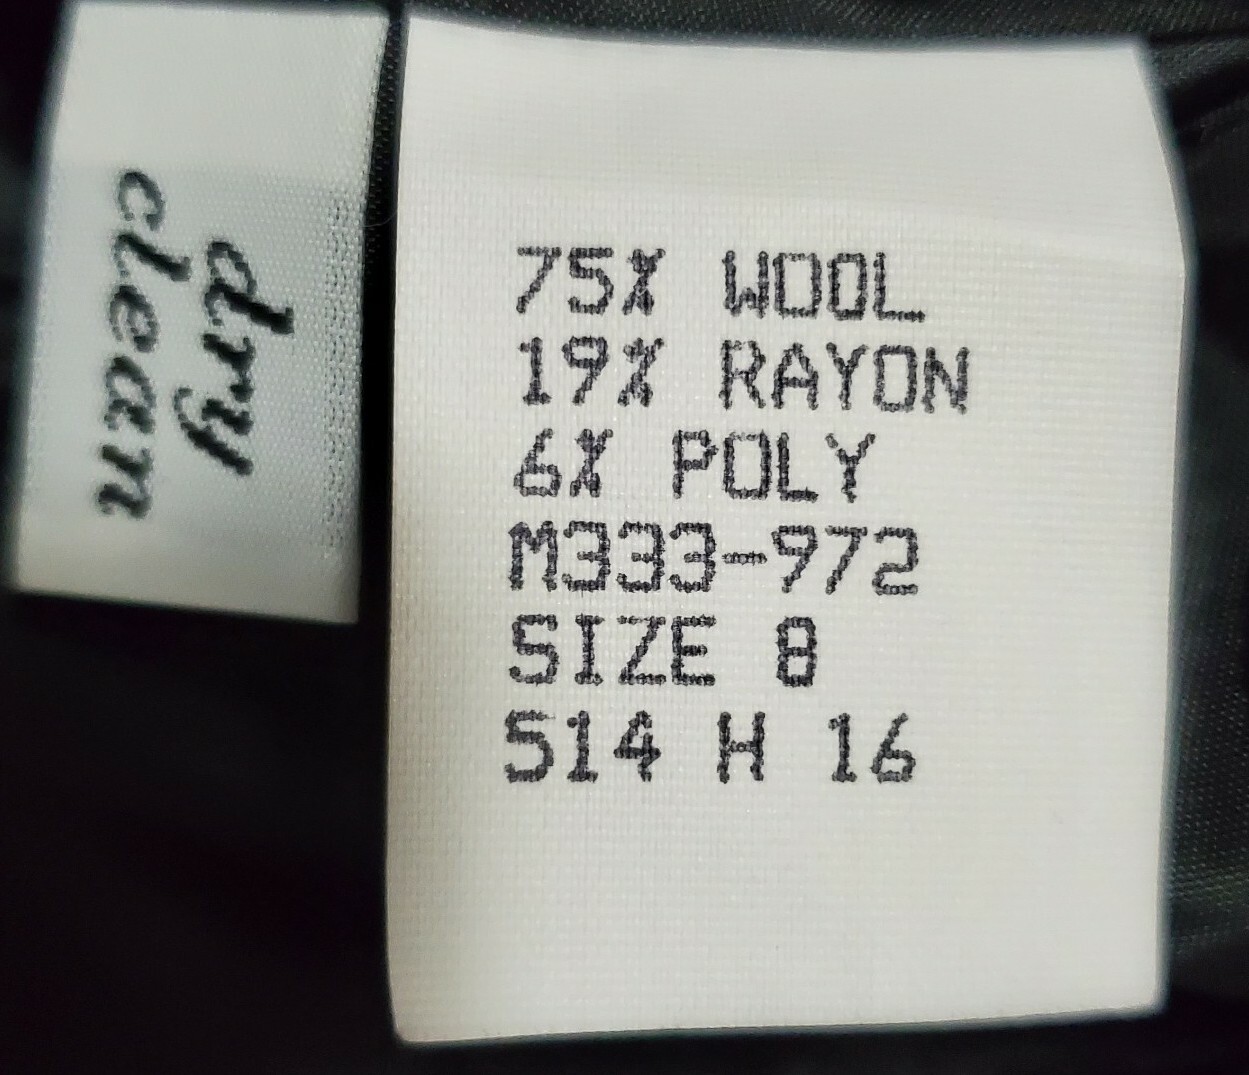 dry
clean
75% WOOL
19% RAYON
6% POLY
M333-972
SIZE 8
514 H 16